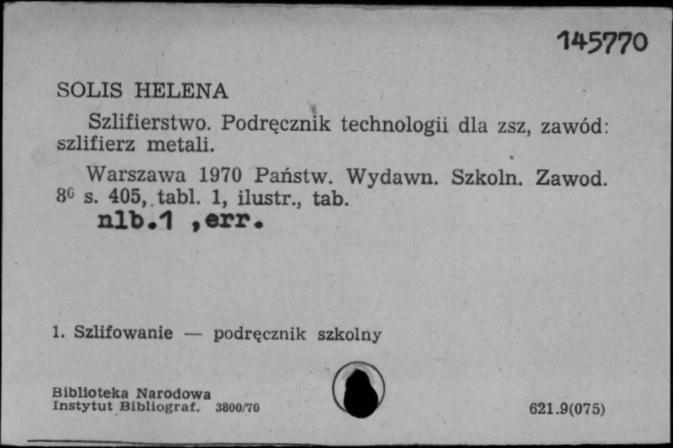 145770
SOLIS HELENA
Szlifierstwo. Podręcznik technologii dla zsz, zawód:
szlifierz metali.
Warszawa 1970 Państw. Wydawn. Szkoln. Zawod.
8⁰ s. 405, tabl. 1, ilustr., tab.
nlb.1 ,err.
1. Szlifowanie — podręcznik szkolny
Biblioteka Narodowa
Instytut Bibliograf. 3800/70
621.9(075)